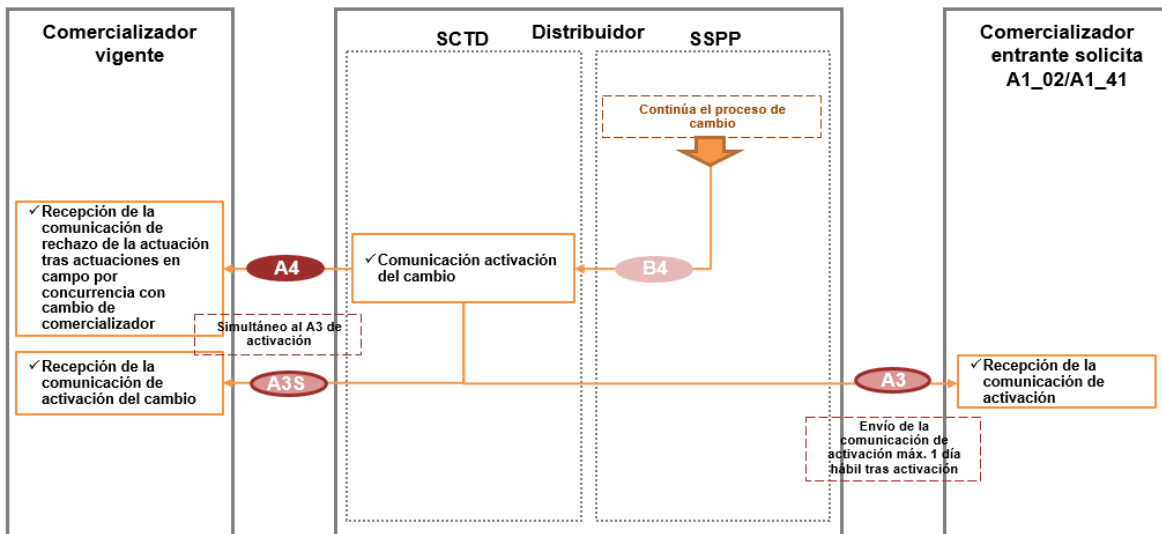 Comercializador
vigente
Distribuidor
SCTD
SSPP
Comercializador
entrante solicita
A1_02/A1_41
Continúa el proceso de
cambio
✓Recepción de la
comunicación de
rechazo de la actuación
tras actuaciones en
campo por
concurrencia con
cambio de
comercializador
A4
✓Comunicación activación
del cambio
B4
Simultáneo al A3 de
activación
✓Recepción de la
comunicación de
activación del cambio
A3S
A3
✓Recepción de la
comunicación de
activación
Envío de la
comunicación de
activación máx. 1 día
hábil tras activación